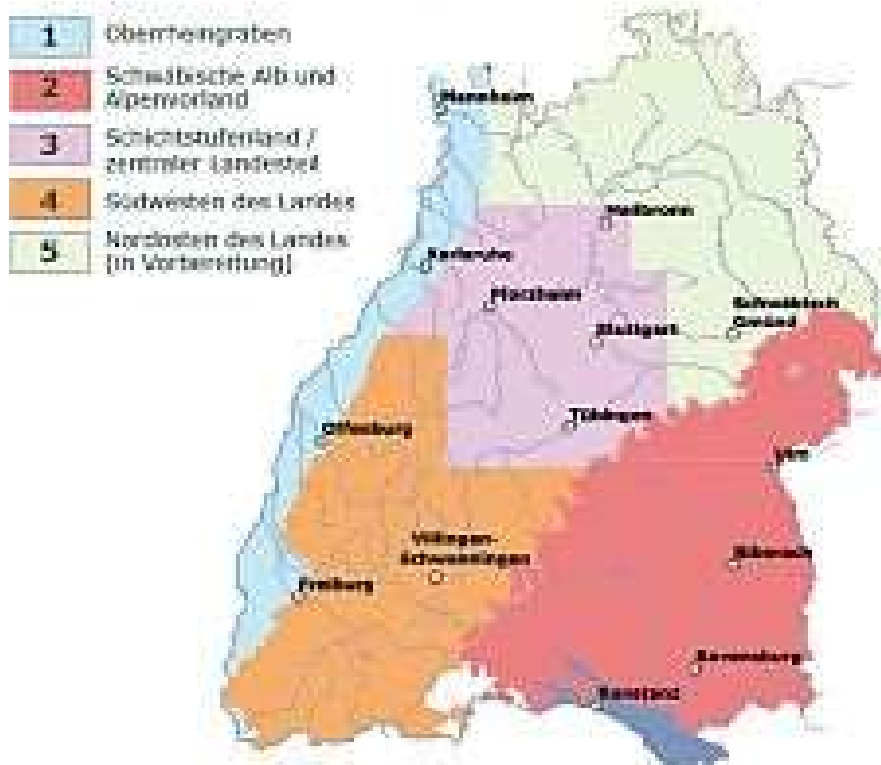 1 Oberrheingraben
2 Schwäbische Alb und
Alpenvorland
3 Schichtstufenland /
zentraler Landesteil
4 Südwesten des Landes
5 Nordosten des Landes
(in Vorbereitung)
Mannheim
Heilbronn
Karlsruhe
Pforzheim
Schwäbisch
Gmünd
Stuttgart
Tübingen
Offenburg
Ulm
Villingen-
Schwenningen
Biberach
Freiburg
Ravensburg
Konstanz